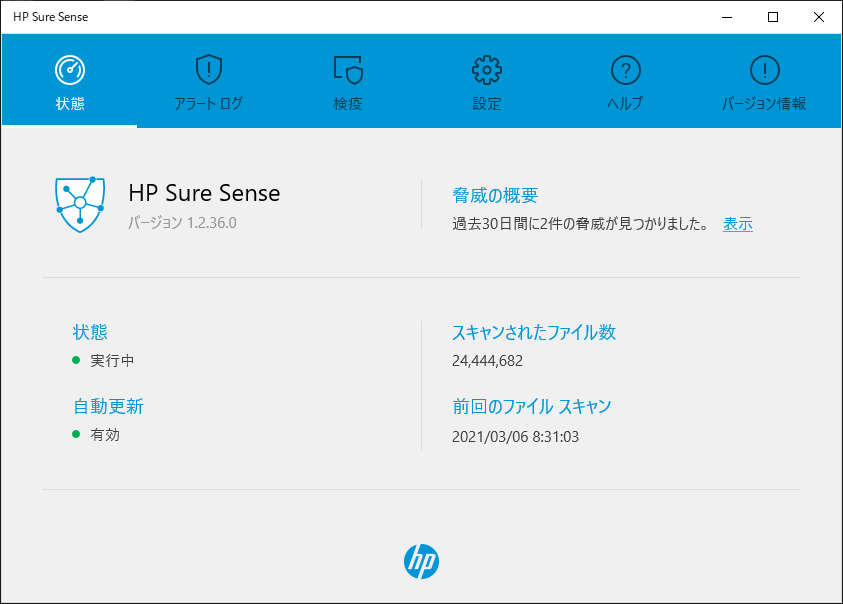 HP Sure Sense
状態
アラート ログ
検疫
設定
ヘルプ
バージョン情報
HP Sure Sense
バージョン 1.2.36.0
脅威の概要
過去30日間に2件の脅威が見つかりました。 表示
状態
実行中
自動更新
有効
スキャンされたファイル数
24,444,682
前回のファイル スキャン
2021/03/06 8:31:03
hp